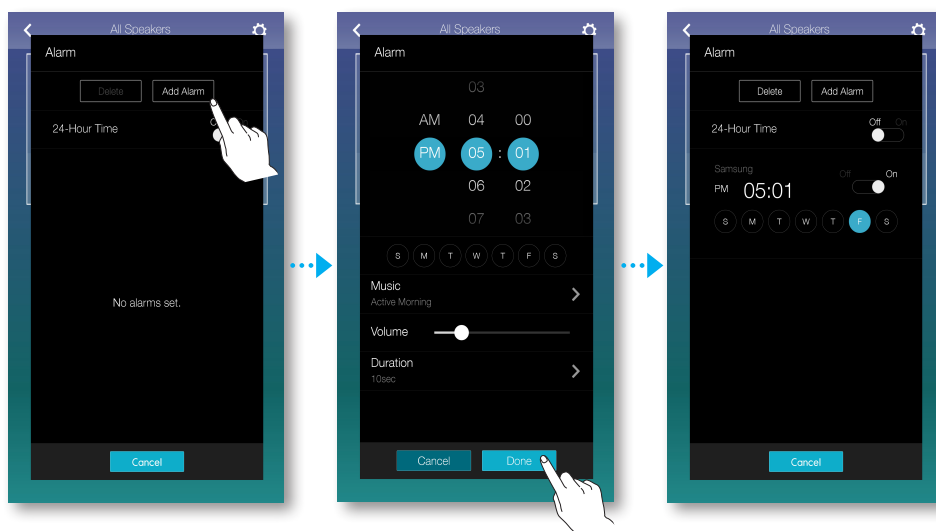 All Speakers
Alarm
Delete Add Alarm
24-Hour Time
No alarms set.
Cancel
All Speakers
Alarm
03
AM 04 00
PM 05 : 01
06 02
07 03
S M T W T F S
Music
Active Morning
Volume
Duration
10sec
Cancel Done
All Speakers
Alarm
Delete Add Alarm
24-Hour Time Off On
Samsung Off On
PM 05:01
S M T W T F S
Cancel